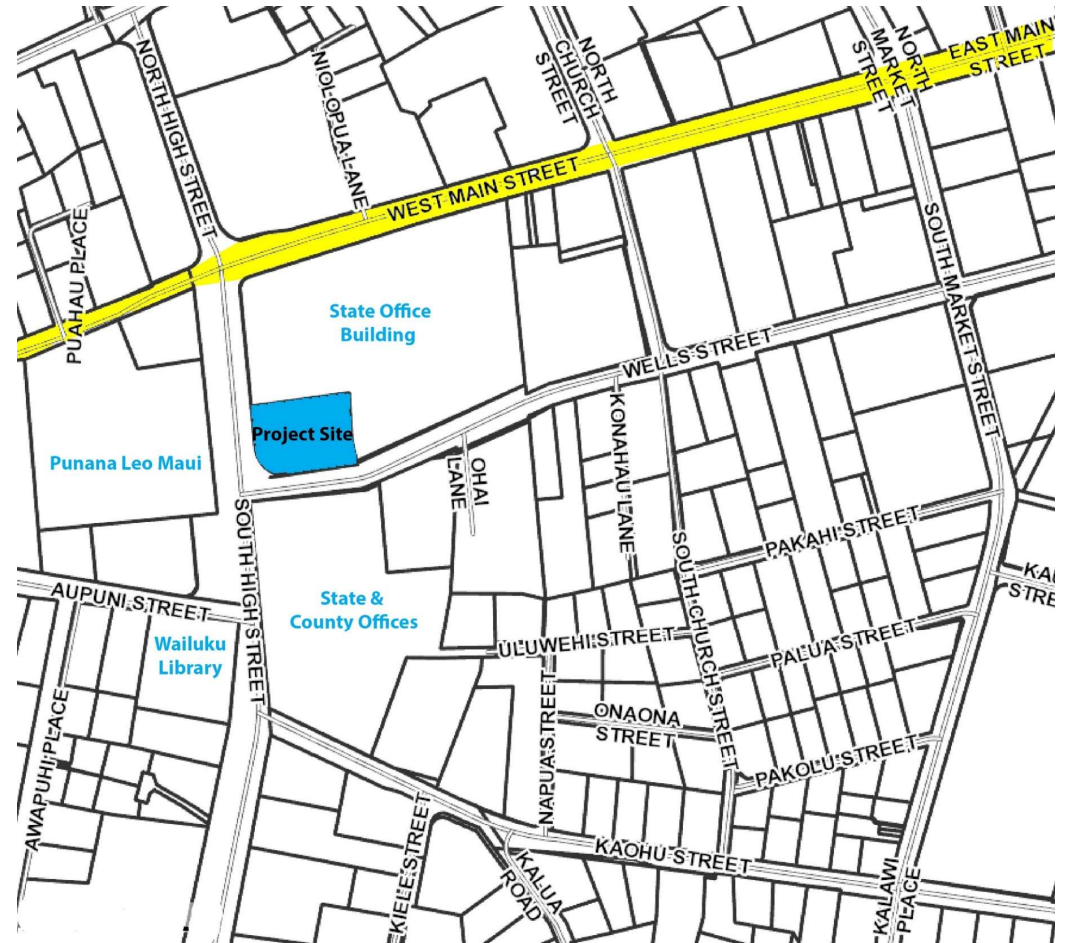 NORTH HIGH STREET
NIOLOPUA LANE
NORTH
CHURCH
STREET
NORTH
MARKET
STREET
EAST MAIN
STREET
WEST MAIN STREET
PUAHAU PLACE
SOUTH MARKET STREET
State Office
Building
WELLS STREET
Project Site
Punana Leo Maui
OHAI
LANE
KONAHAU LANE
SOUTH HIGH STREET
SOUTH CHURCH STREET
PAKAHI STREET
AUPUNI STREET
State &
County Offices
Wailuku
Library
ULUWEHI STREET
PALUA STREET
KAU
STRE
ONAONA
STREET
NAPUA STREET
PAKOLU STREET
AWAPUHI PLACE
KIELE STREET
KALUA
ROAD
KAOHU STREET
KALAWI
PLACE